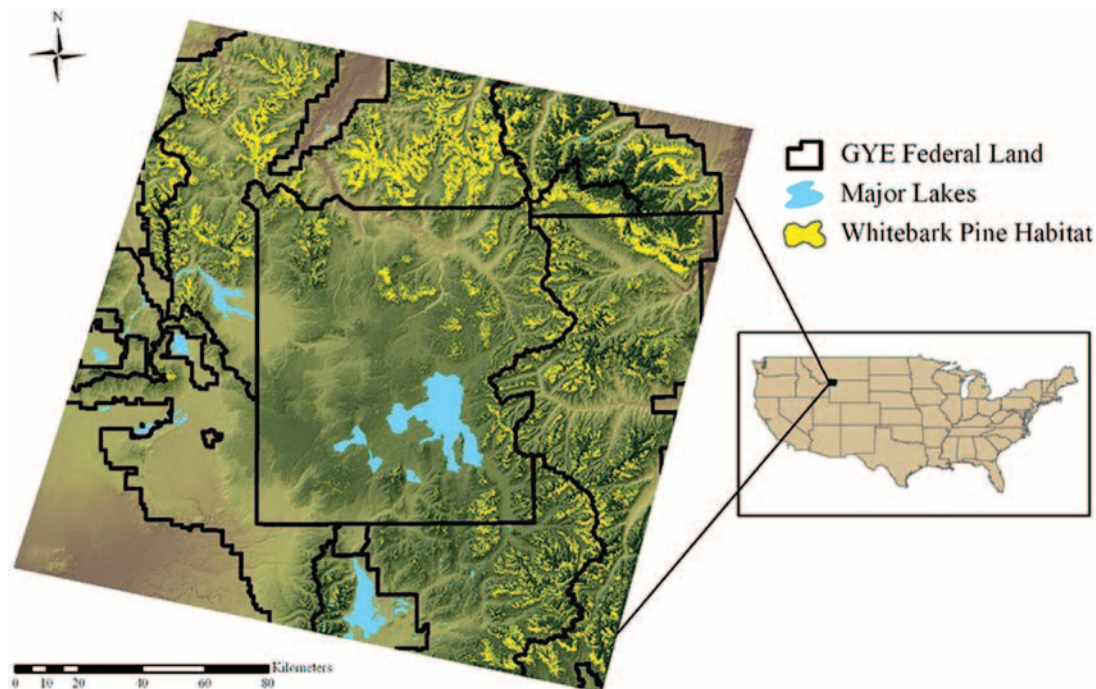 N
GYE Federal Land
Major Lakes
Whitebark Pine Habitat
Kilometers
0 10 20 40 60 80